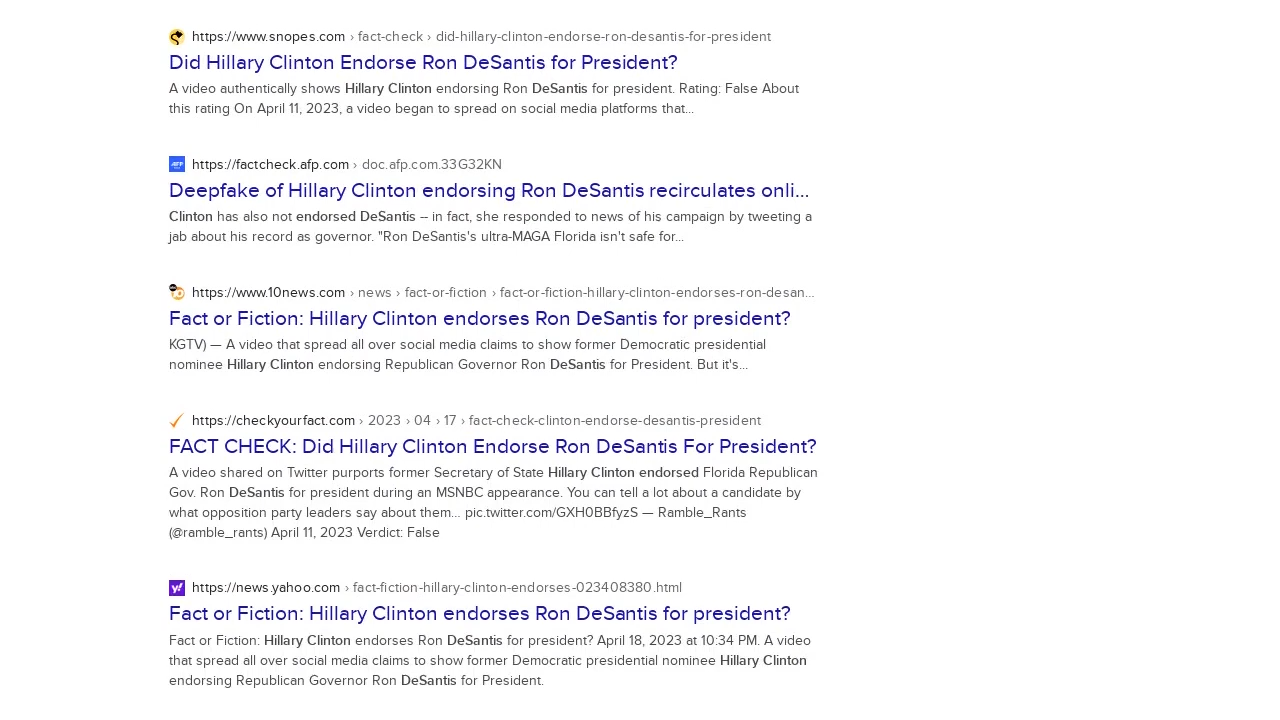 https://www.snopes.com › fact-check › did-hillary-clinton-endorse-ron-desantis-for-president
Did Hillary Clinton Endorse Ron DeSantis for President?
A video authentically shows Hillary Clinton endorsing Ron DeSantis for president. Rating: False About
this rating On April 11, 2023, a video began to spread on social media platforms that...
AFP
https://factcheck.afp.com › doc.afp.com.33G32KN
Deepfake of Hillary Clinton endorsing Ron DeSantis recirculates onli...
Clinton has also not endorsed DeSantis — in fact, she responded to news of his campaign by tweeting a
jab about his record as governor. "Ron DeSantis's ultra-MAGA Florida isn't safe for...
https://www.10news.com › news › fact-or-fiction › fact-or-fiction-hillary-clinton-endorses-ron-desan...
Fact or Fiction: Hillary Clinton endorses Ron DeSantis for president?
KGTV) — A video that spread all over social media claims to show former Democratic presidential
nominee Hillary Clinton endorsing Republican Governor Ron DeSantis for President. But it's...
https://checkyourfact.com › 2023 › 04 › 17 › fact-check-clinton-endorse-desantis-president
FACT CHECK: Did Hillary Clinton Endorse Ron DeSantis For President?
A video shared on Twitter purports former Secretary of State Hillary Clinton endorsed Florida Republican
Gov. Ron DeSantis for president during an MSNBC appearance. You can tell a lot about a candidate by
what opposition party leaders say about them... pic.twitter.com/GXH0BBfyzS — Ramble_Rants
(@ramble_rants) April 11, 2023 Verdict: False
y!
https://news.yahoo.com › fact-fiction-hillary-clinton-endorses-023408380.html
Fact or Fiction: Hillary Clinton endorses Ron DeSantis for president?
Fact or Fiction: Hillary Clinton endorses Ron DeSantis for president? April 18, 2023 at 10:34 PM. A video
that spread all over social media claims to show former Democratic presidential nominee Hillary Clinton
endorsing Republican Governor Ron DeSantis for President.